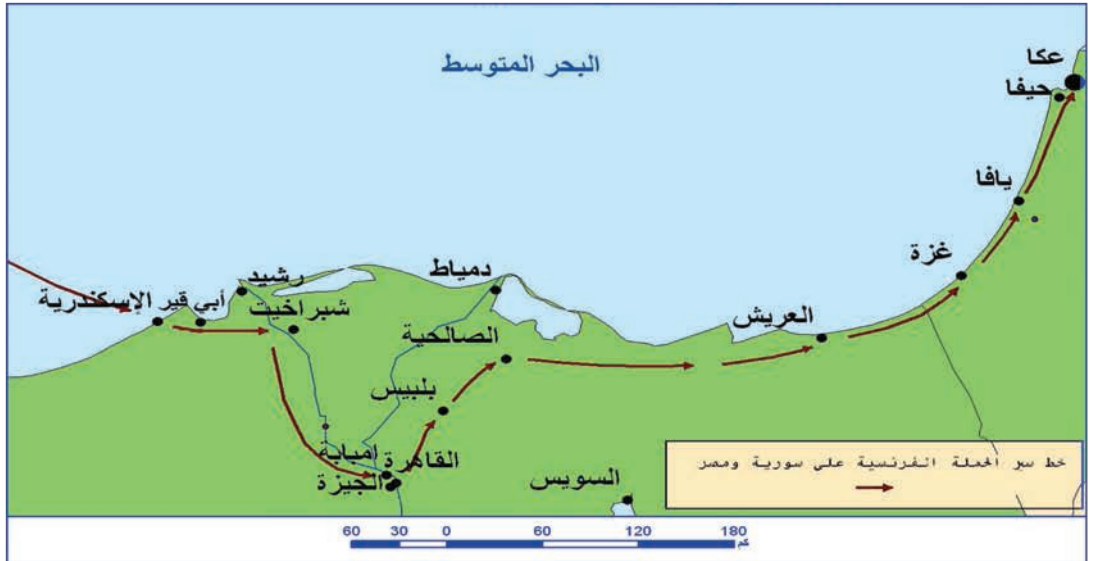 البحر المتوسط
عكا
حيفا
يافا
غزة
العريش
دمياط
رشيد
أبي قير الإسكندرية
شبراخيت
الصالحية
بلبيس
امبابة
القاهرة
الجيزة
السويس
خط سير الحملة الفرنسية على سورية ومصر
60 30 0 60 120 180
كم